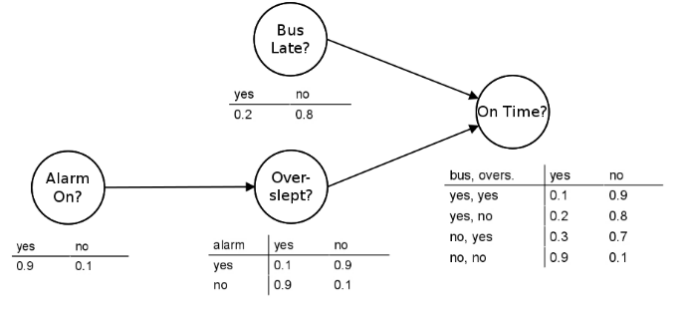 Bus
Late?
yes no
0.2 0.8
On Time?
Alarm
On?
yes no
0.9 0.1
Over-
slept?
alarm yes no
yes 0.1 0.9
no 0.9 0.1
bus, overs. yes no
yes, yes 0.1 0.9
yes, no 0.2 0.8
no, yes 0.3 0.7
no, no 0.9 0.1